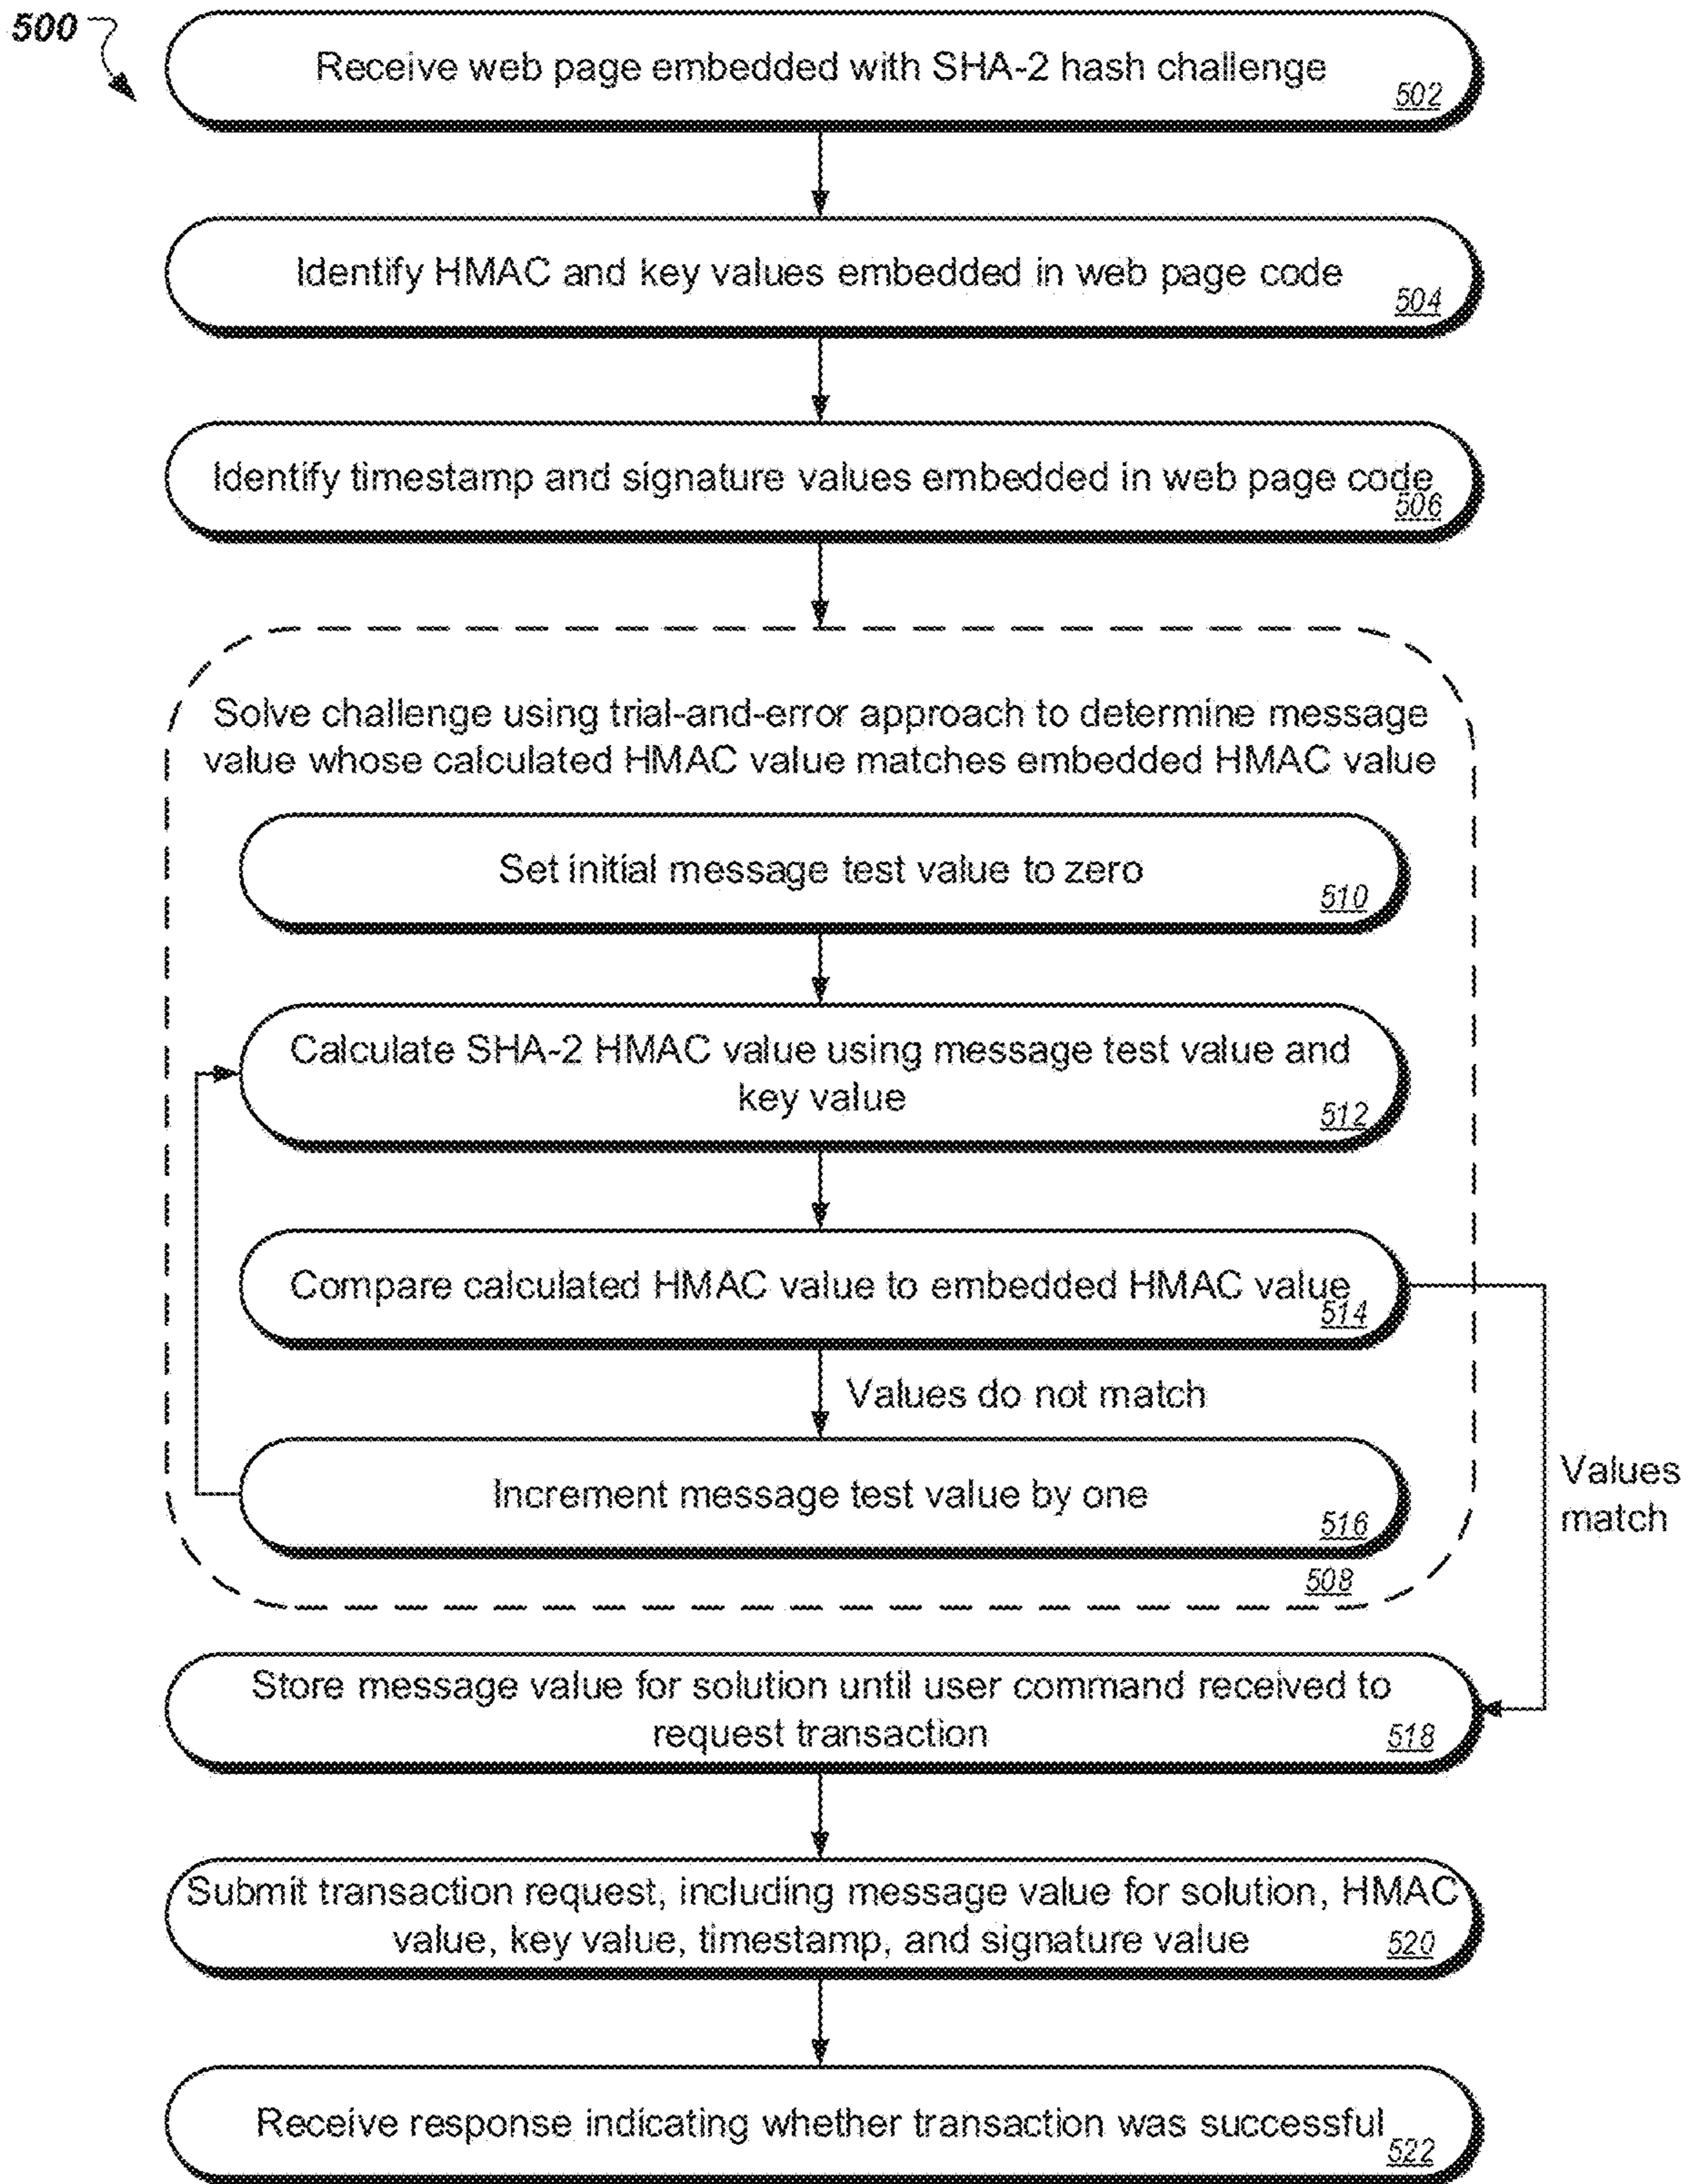 500
Receive web page embedded with SHA-2 hash challenge
502
Identify HMAC and key values embedded in web page code
504
Identify timestamp and signature values embedded in web page code
506
Solve challenge using trial-and-error approach to determine message
value whose calculated HMAC value matches embedded HMAC value
Set initial message test value to zero
510
Calculate SHA-2 HMAC value using message test value and
key value
512
Compare calculated HMAC value to embedded HMAC value
514
Values do not match
Values
match
Increment message test value by one
516
508
Store message value for solution until user command received to
request transaction
518
Submit transaction request, including message value for solution, HMAC
value, key value, timestamp, and signature value
520
Receive response indicating whether transaction was successful
522